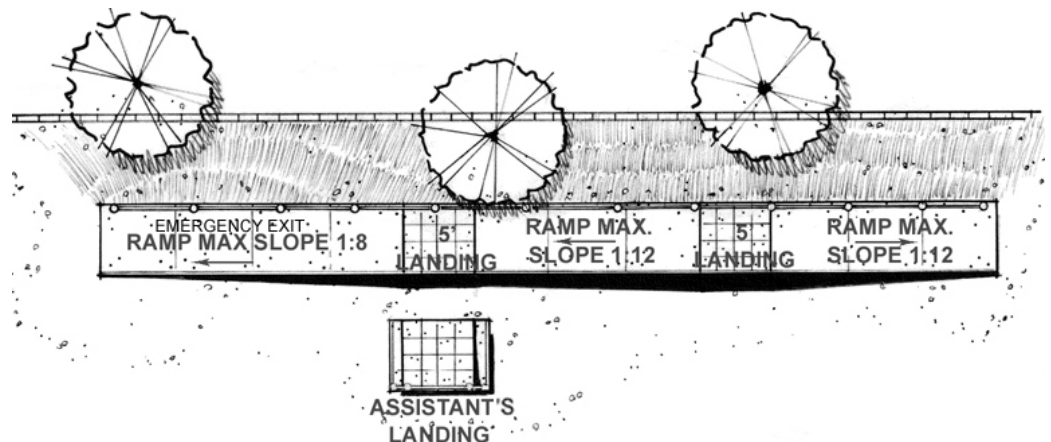 EMERGENCY EXIT
RAMP MAX SLOPE 1:8
5'
LANDING
RAMP MAX.
SLOPE 1:12
5'
LANDING
RAMP MAX.
SLOPE 1:12
ASSISTANT'S
LANDING